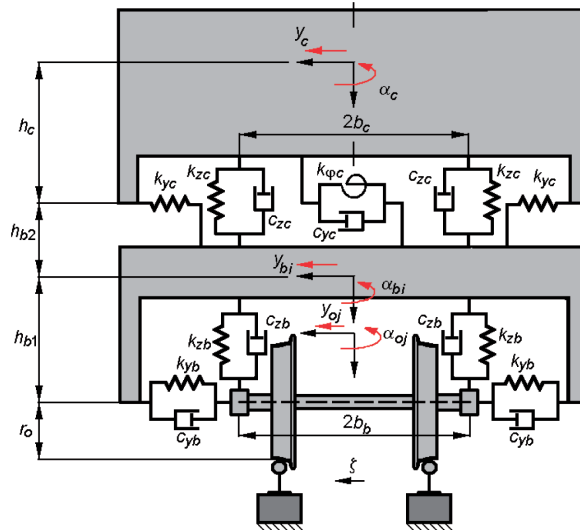 y_c
α_c
h_c
2b_c
k_yc
k_zc
c_zc
k_φc
c_yc
c_zc
k_zc
k_yc
h_b2
y_bi
α_bi
h_b1
y_oj
α_oj
k_zb
c_zb
c_zb
k_zb
k_yb
k_yb
c_yb
c_yb
2b_b
r_o
ζ